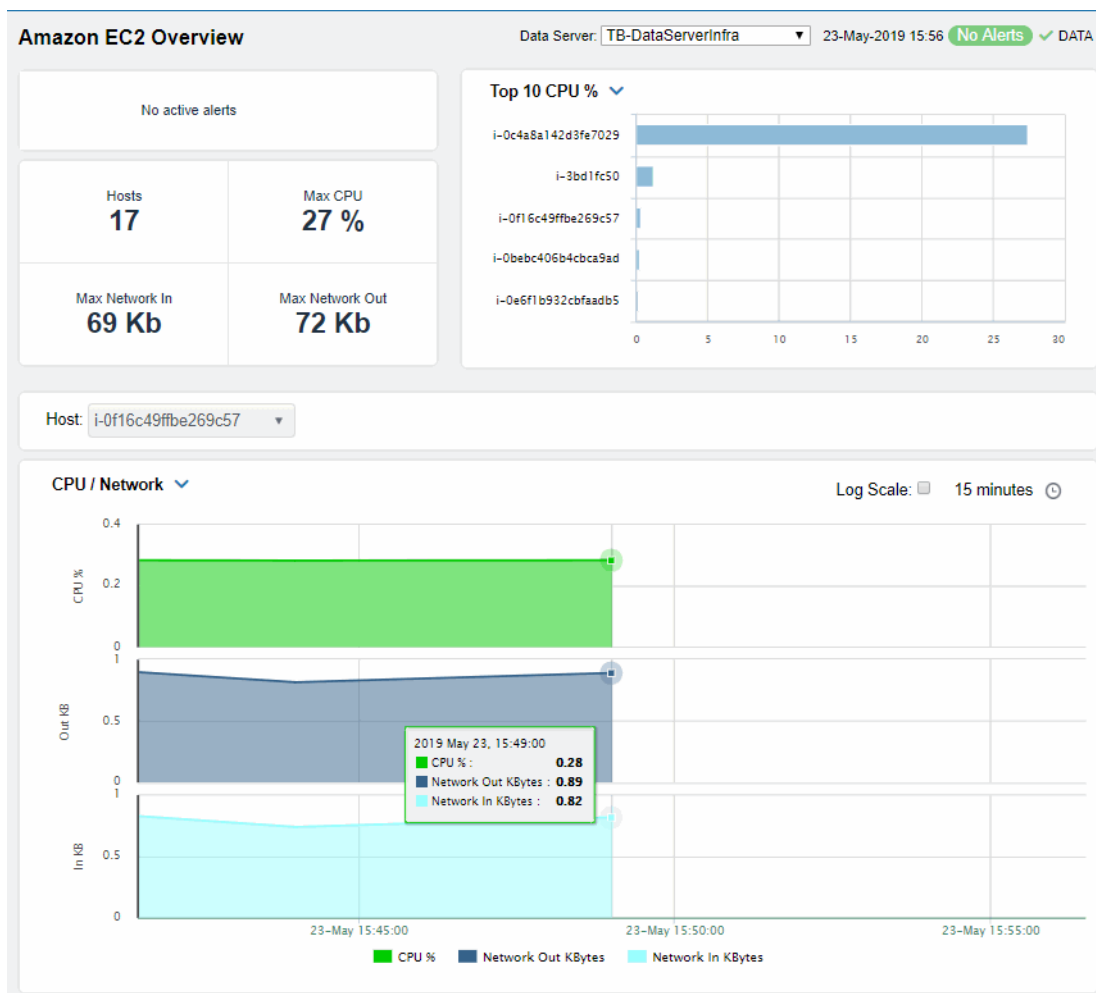 Amazon EC2 Overview
Data Server: TB-DataServerInfra 23-May-2019 15:56 No Alerts DATA
No active alerts
Hosts
17
Max CPU
27 %
Max Network In
69 Kb
Max Network Out
72 Kb
Top 10 CPU %
i-0c4a8a142d3fe7029
i-3bd1fc50
i-0f16c49ffbe269c57
i-0bebc406b4cbca9ad
i-0e6f1b932cbfaadb5
0 5 10 15 20 25 30
Host: i-0f16c49ffbe269c57
CPU / Network
Log Scale: 15 minutes
CPU %
0.4
0.2
0
Out KB
1
0.5
0
In KB
1
0.5
0
2019 May 23, 15:49:00
CPU % : 0.28
Network Out KBytes : 0.89
Network In KBytes : 0.82
23-May 15:45:00 23-May 15:50:00 23-May 15:55:00
CPU % Network Out KBytes Network In KBytes